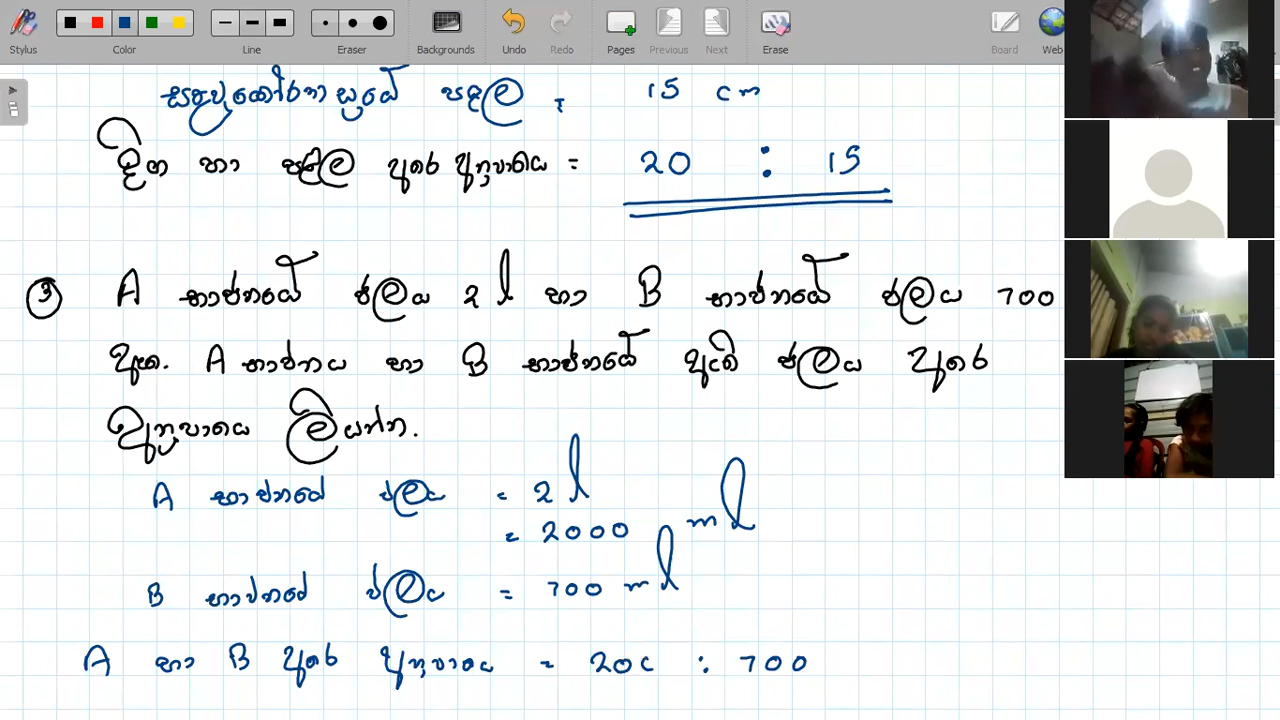 Stylus Color Line Eraser Backgrounds Undo Redo Pages Previous Next Erase Board Web
සෘජුකෝණාස්‍රයේ පළල = 15 cm
දිග හා පළල අතර අනුපාතය = 20 : 15
③ A භාජනයේ ජලය 2 l හා B භාජනයේ ජලය 700
ඇත. A භාජනය හා B භාජනයේ ඇති ජලය අතර
අනුපාතය ලියන්න.
A භාජනයේ ජලය = 2 l
= 2000 ml
B භාජනයේ ජලය = 700 ml
A හා B අතර අනුපාතය = 200 : 700